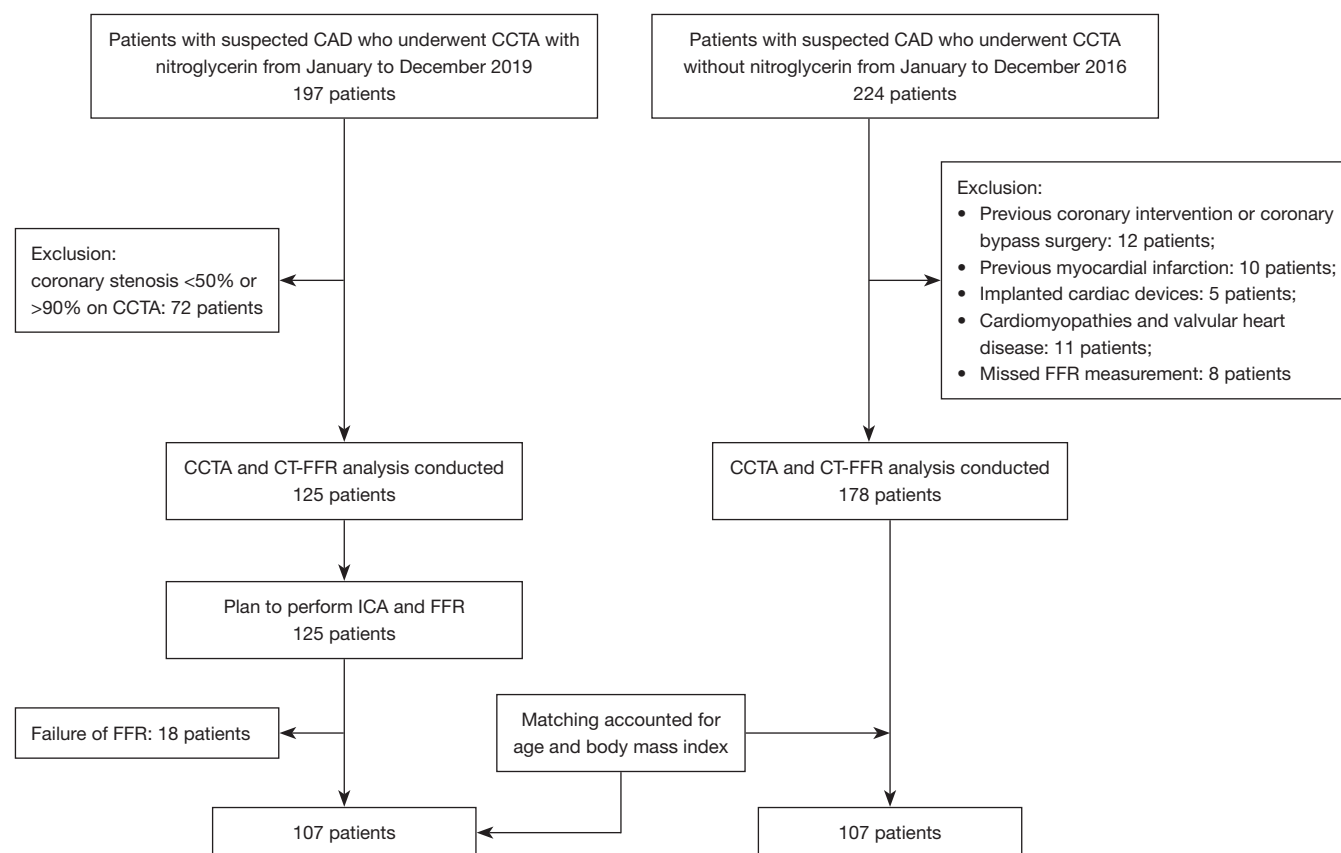 Patients with suspected CAD who underwent CCTA with
nitroglycerin from January to December 2019
197 patients
Patients with suspected CAD who underwent CCTA
without nitroglycerin from January to December 2016
224 patients
Exclusion:
coronary stenosis <50% or
>90% on CCTA: 72 patients
Exclusion:
• Previous coronary intervention or coronary
bypass surgery: 12 patients;
• Previous myocardial infarction: 10 patients;
• Implanted cardiac devices: 5 patients;
• Cardiomyopathies and valvular heart
disease: 11 patients;
• Missed FFR measurement: 8 patients
CCTA and CT-FFR analysis conducted
125 patients
CCTA and CT-FFR analysis conducted
178 patients
Plan to perform ICA and FFR
125 patients
Failure of FFR: 18 patients
Matching accounted for
age and body mass index
107 patients
107 patients